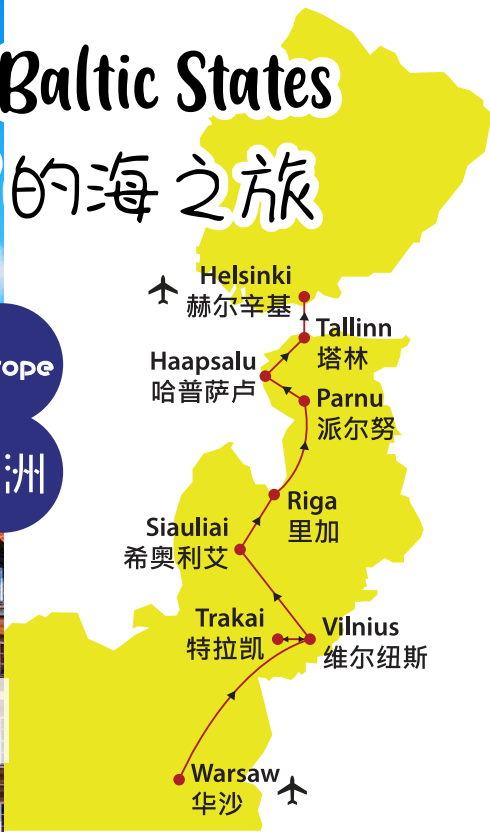 Baltic States
的海之旅
Helsinki
赫尔辛基
Tallinn
塔林
Haapsalu
哈普萨卢
Parnu
派尔努
ope
洲
Riga
里加
Siauliai
希奥利艾
Trakai
特拉凯
Vilnius
维尔纽斯
Warsaw
华沙